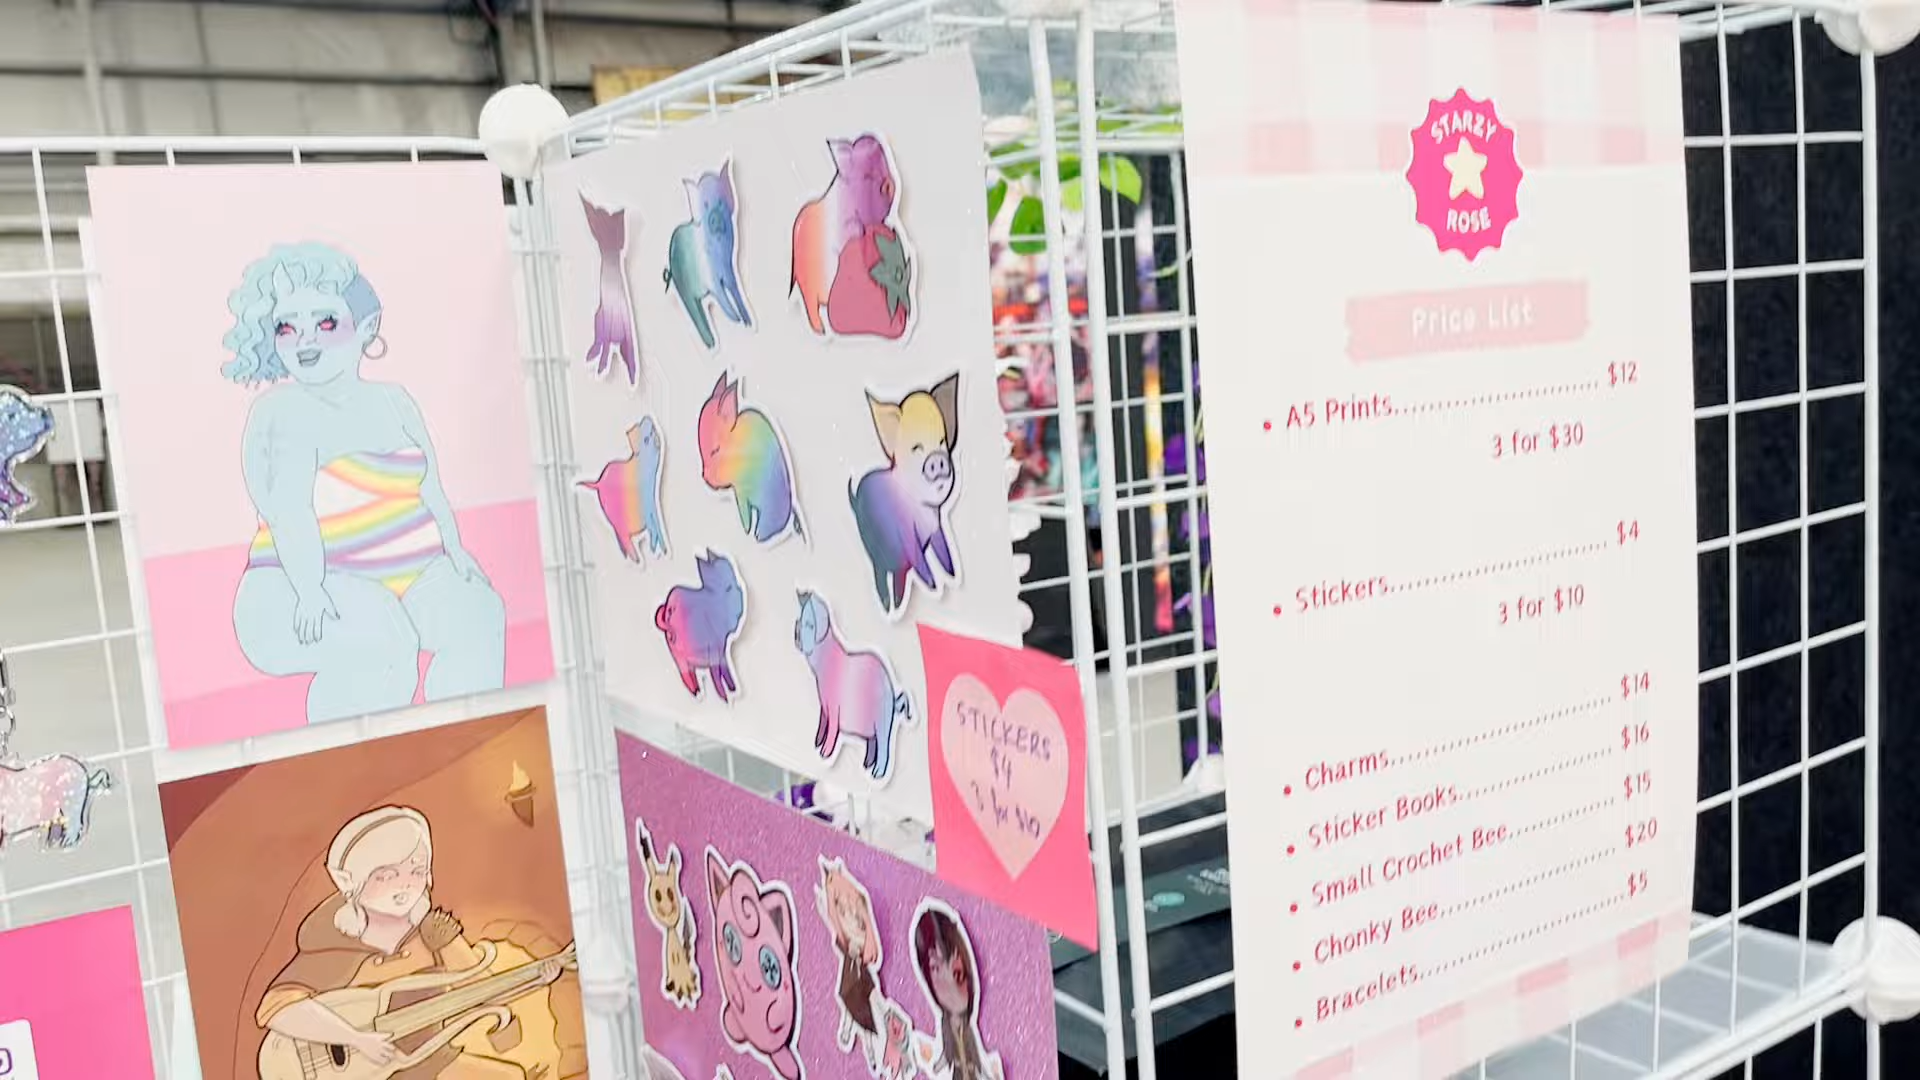 STARZY
ROSE
Price List
• A5 Prints........................ $12
3 for $30
• Stickers........................ $4
3 for $10
• Charms........................ $14
• Sticker Books................ $16
• Small Crochet Bee........... $15
• Chonky Bee................... $20
• Bracelets...................... $5
STICKERS
$4
3 for $10